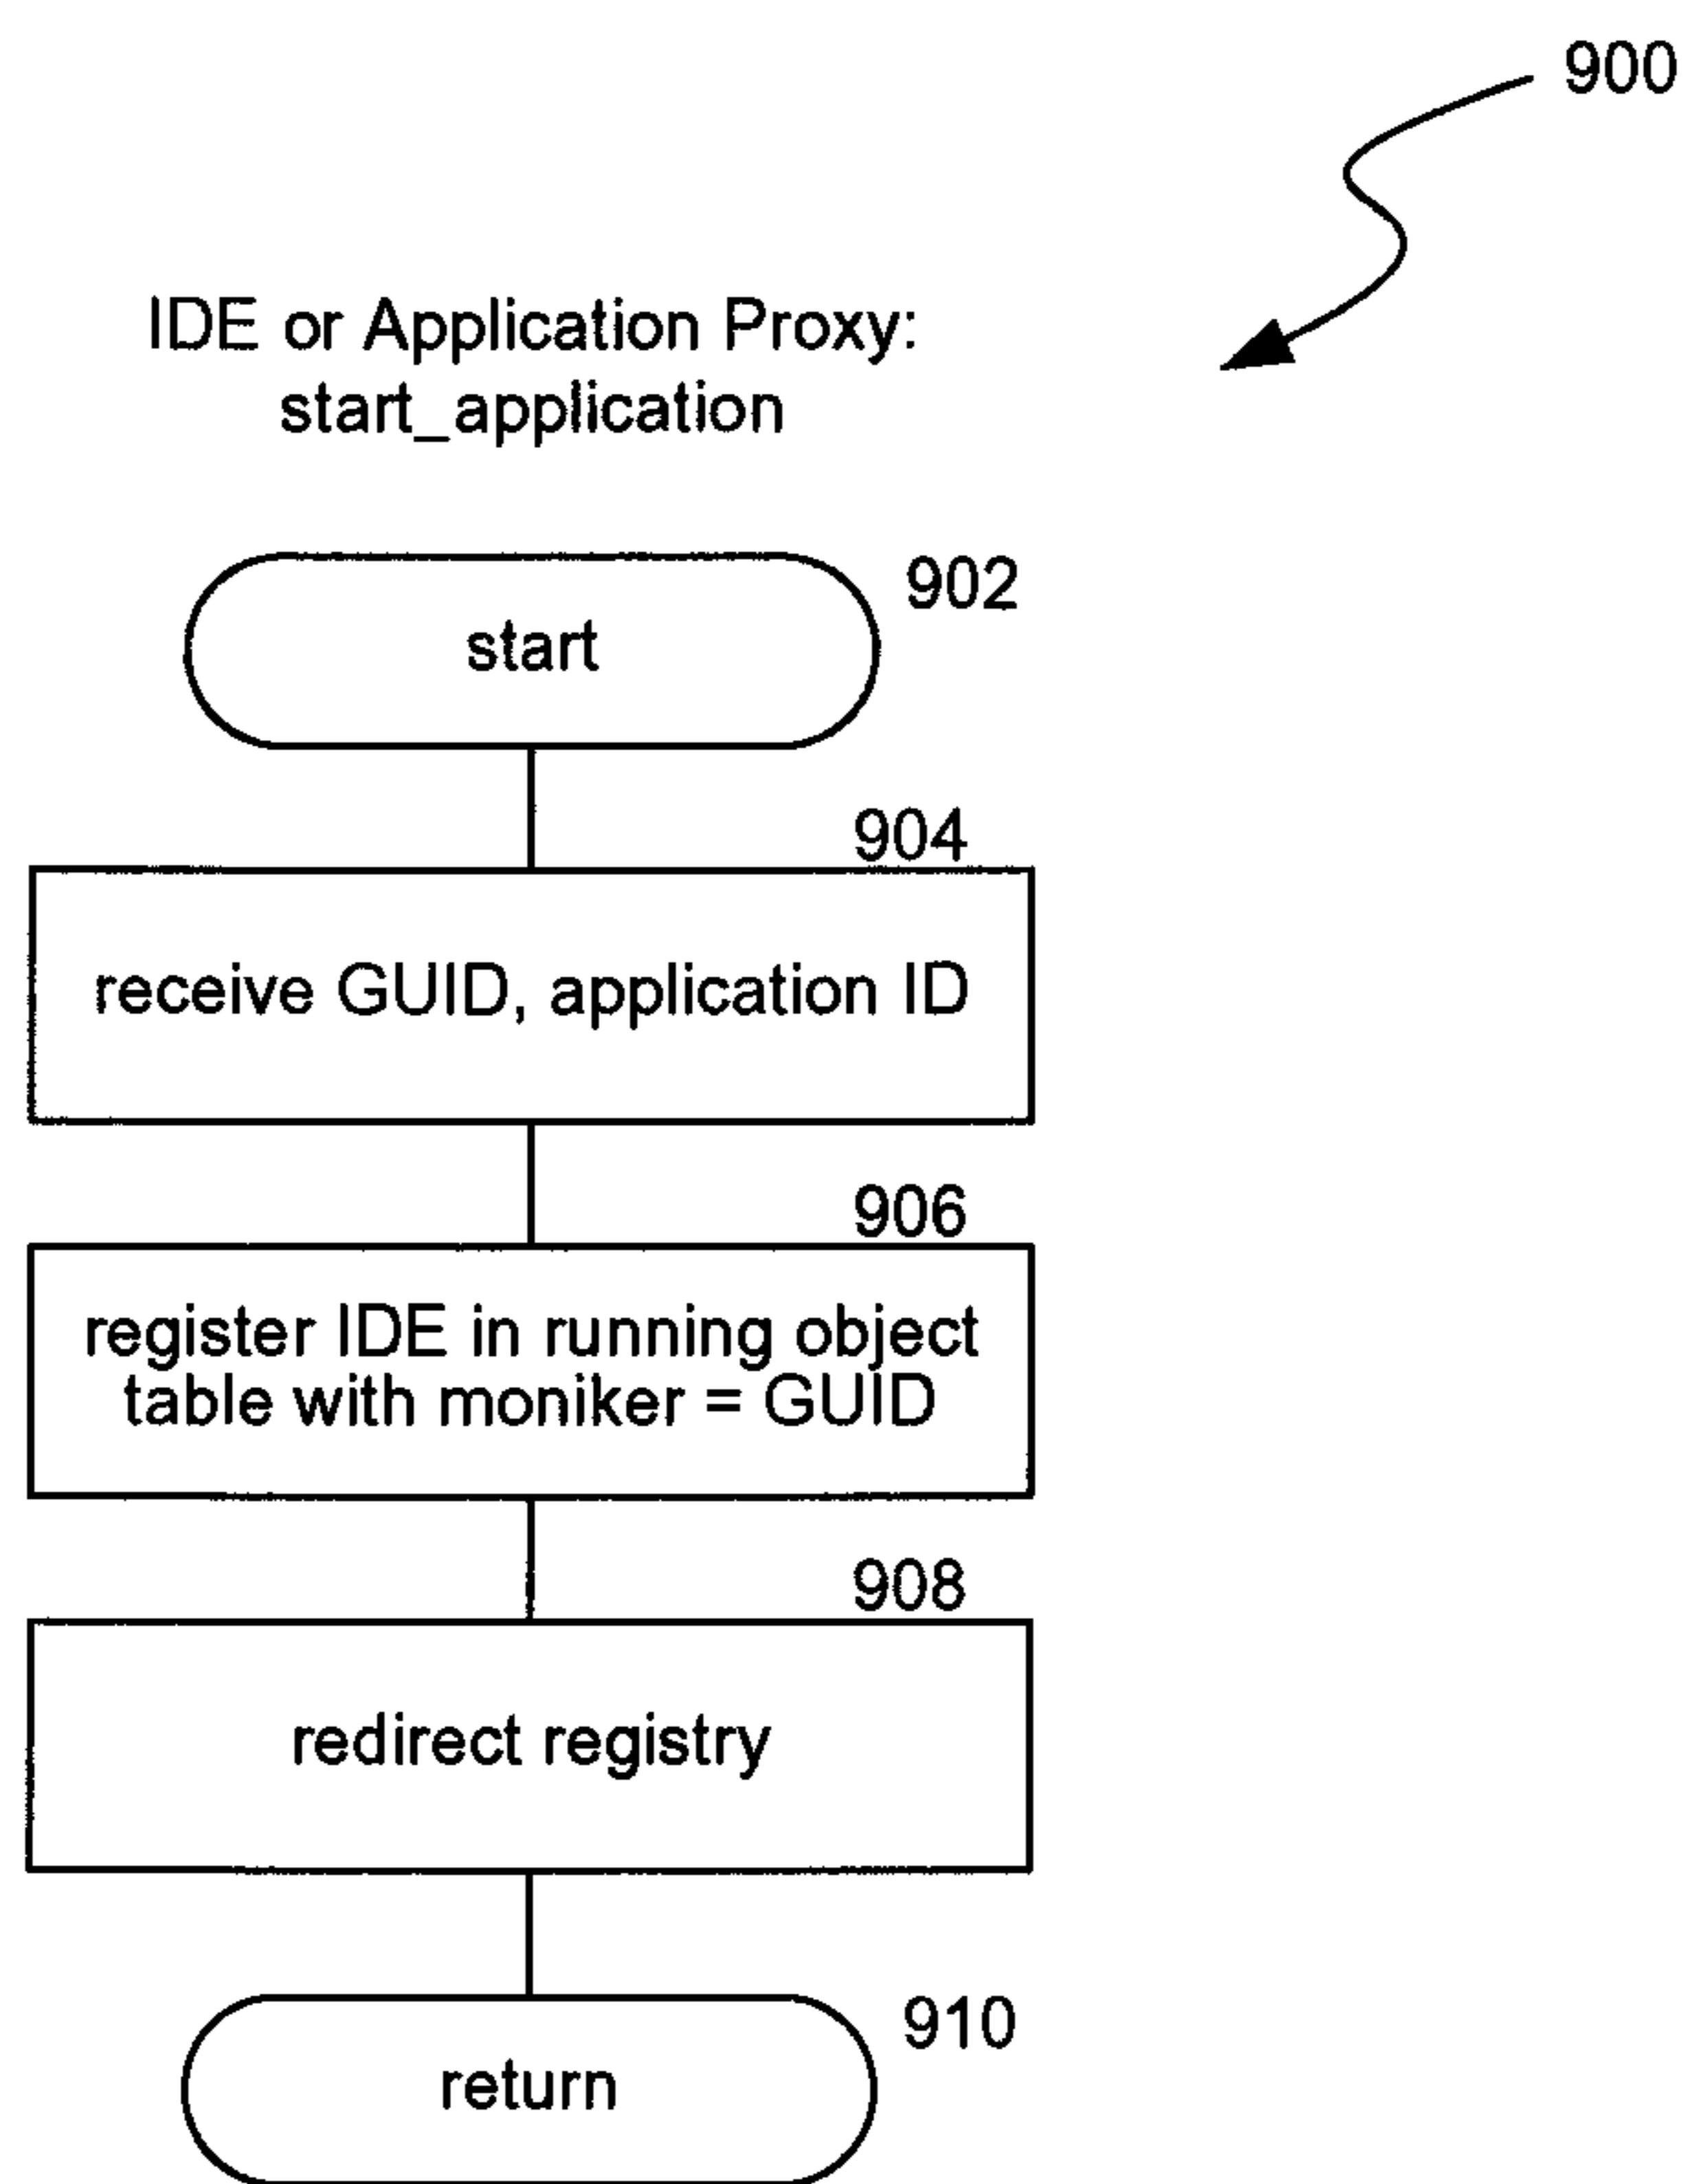 900
IDE or Application Proxy:
start_application
902
start
904
receive GUID, application ID
906
register IDE in running object
table with moniker = GUID
908
redirect registry
910
return